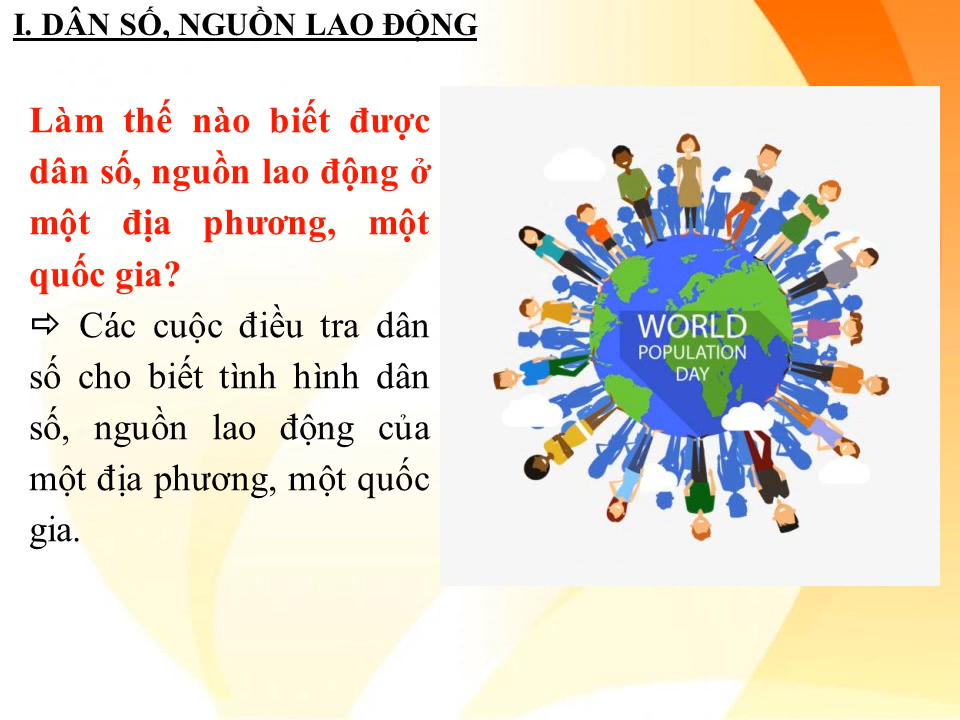 I. DÂN SỐ, NGUỒN LAO ĐỘNG
Làm thế nào biết được
dân số, nguồn lao động ở
một địa phương, một
quốc gia?
⇨ Các cuộc điều tra dân
số cho biết tình hình dân
số, nguồn lao động của
một địa phương, một quốc
gia.
WORLD
POPULATION
DAY